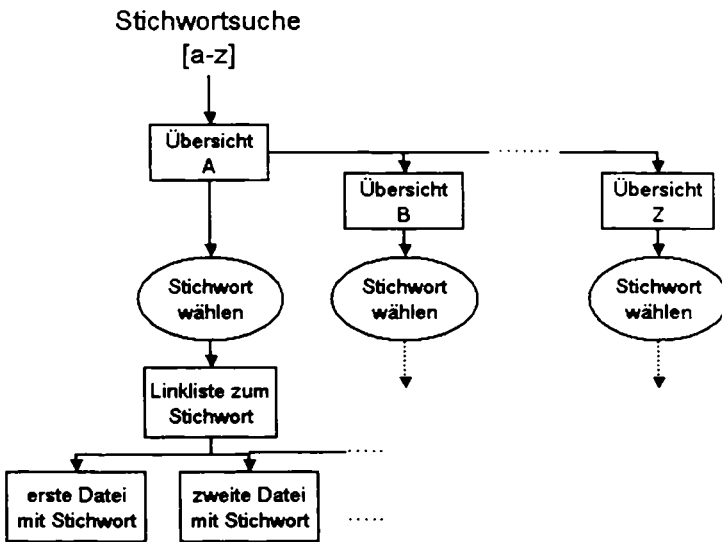 Stichwortsuche
[a-z]
Übersicht
A
......
Übersicht
B
Übersicht
Z
Stichwort
wählen
Stichwort
wählen
Stichwort
wählen
Linkliste zum
Stichwort
.....
erste Datei
mit Stichwort
zweite Datei
mit Stichwort
.....